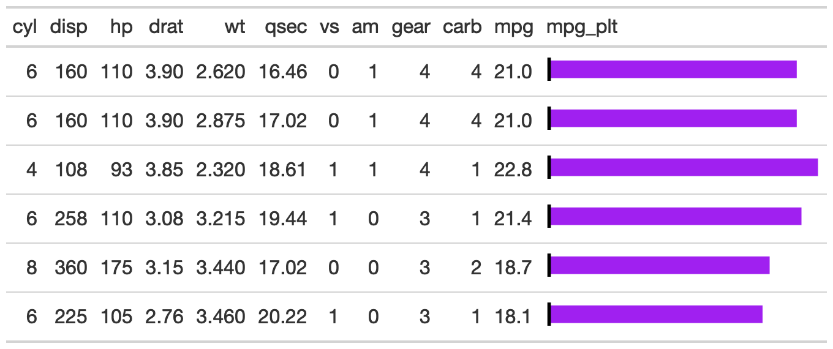 cyl disp hp drat wt qsec vs am gear carb mpg mpg_plt
6 160 110 3.90 2.620 16.46 0 1 4 4 21.0
6 160 110 3.90 2.875 17.02 0 1 4 4 21.0
4 108 93 3.85 2.320 18.61 1 1 4 1 22.8
6 258 110 3.08 3.215 19.44 1 0 3 1 21.4
8 360 175 3.15 3.440 17.02 0 0 3 2 18.7
6 225 105 2.76 3.460 20.22 1 0 3 1 18.1